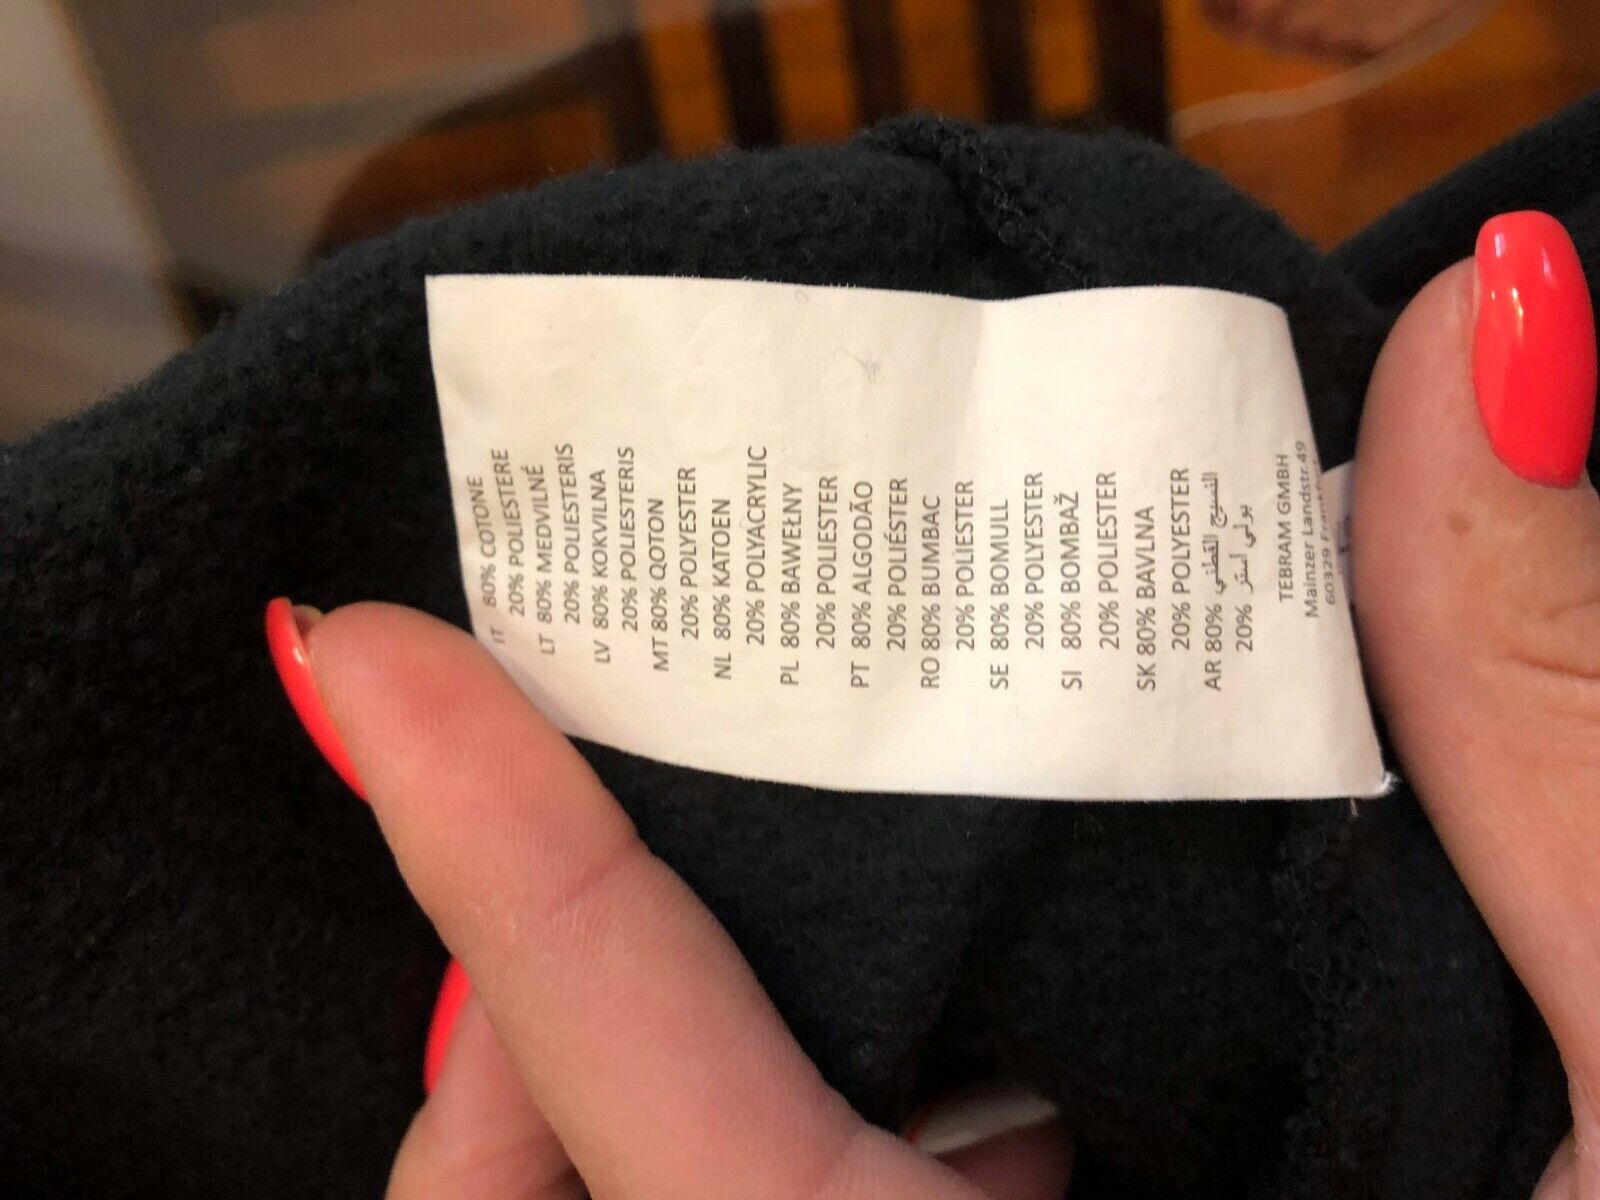 IT 80% COTONE
20% POLIESTERE
LT 80% MEDVILNÉ
20% POLIESTERIS
LV 80% KOKVILNA
20% POLIESTERIS
MT 80% QOTON
20% POLYESTER
NL 80% KATOEN
20% POLYACRYLIC
PL 80% BAWEŁNY
20% POLIESTER
PT 80% ALGODÃO
20% POLIÉSTER
RO 80% BUMBAC
20% POLIESTER
SE 80% BOMULL
20% POLYESTER
SI 80% BOMBAŽ
20% POLIESTER
SK 80% BAVLNA
20% POLYESTER
AR 80% النسيج القطني
20% بولي استر
TEBRAM GMBH
Mainzer Landstr.49
60329